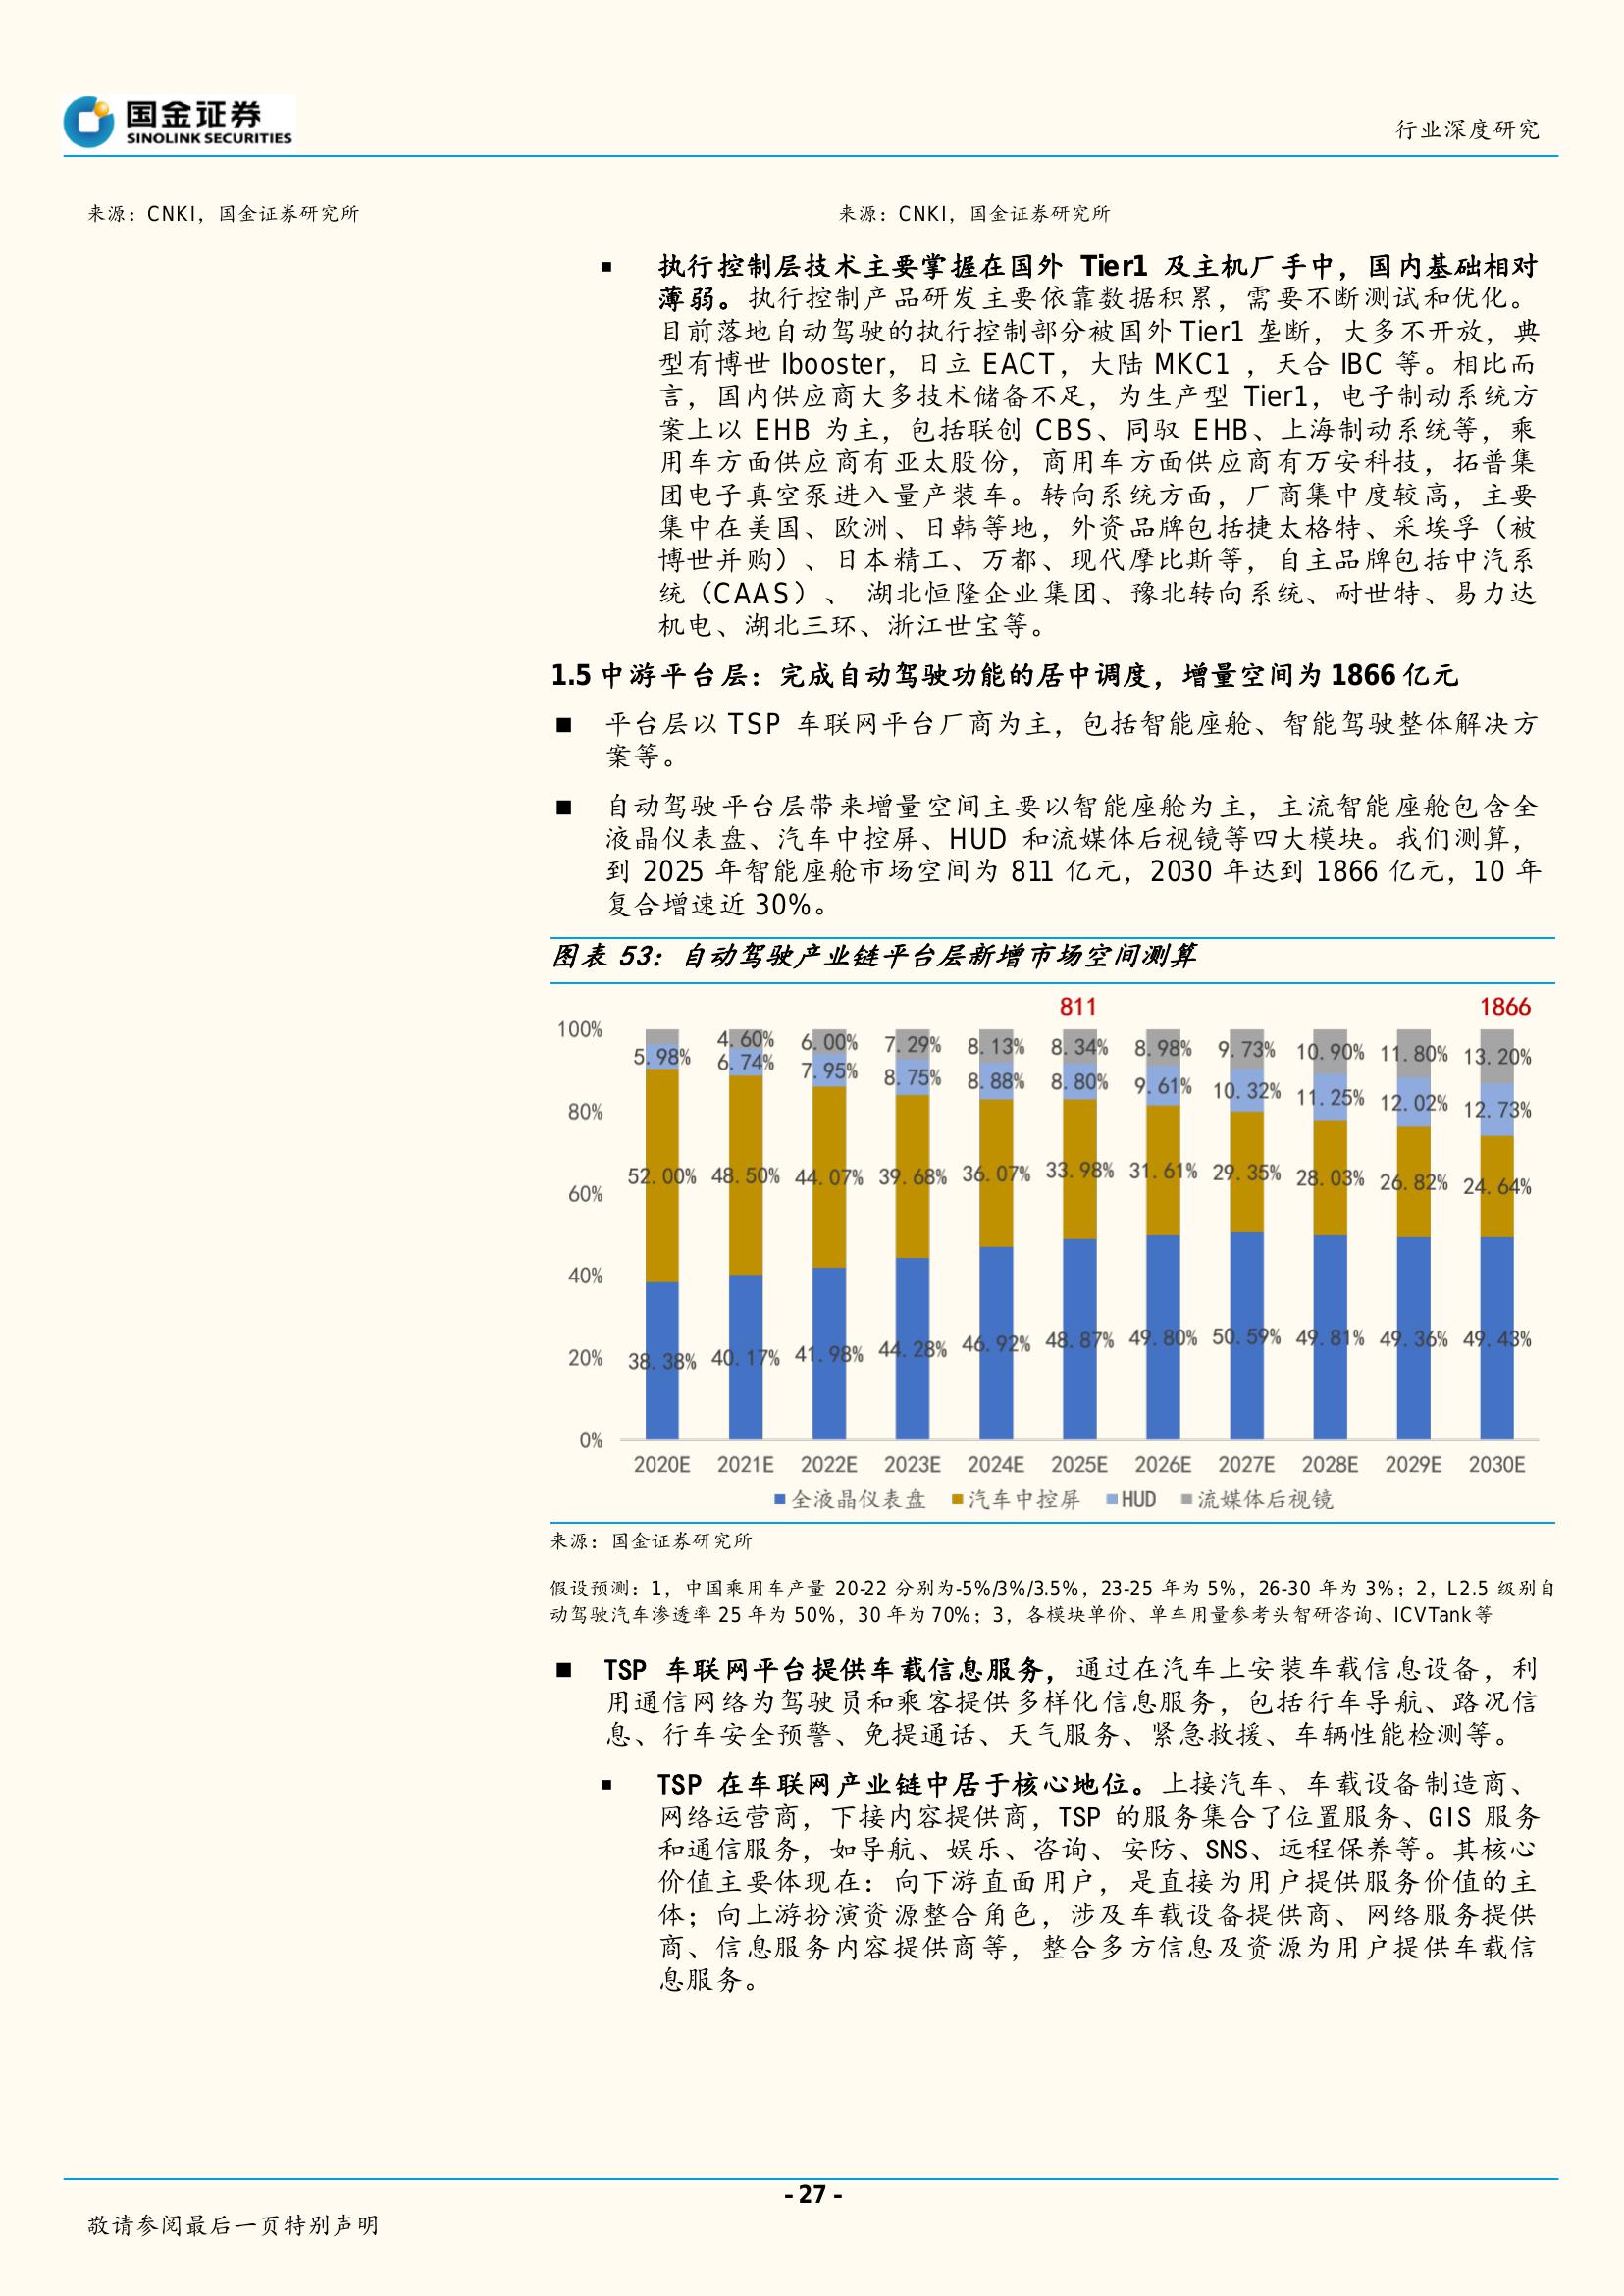 国金证券
SINOLINK SECURITIES
行业深度研究
来源：CNKI，国金证券研究所
来源：CNKI，国金证券研究所
■ 执行控制层技术主要掌握在国外 Tier1 及主机厂手中，国内基础相对
薄弱。执行控制产品研发主要依靠数据积累，需要不断测试和优化。
目前落地自动驾驶的执行控制部分被国外 Tier1 垄断，大多不开放，典
型有博世 Ibooster，日立 EACT，大陆 MKC1 ，天合 IBC 等。相比而
言，国内供应商大多技术储备不足，为生产型 Tier1，电子制动系统方
案上以 EHB 为主，包括联创 CBS、同驭 EHB、上海制动系统等，乘
用车方面供应商有亚太股份，商用车方面供应商有万安科技，拓普集
团电子真空泵进入量产装车。转向系统方面，厂商集中度较高，主要
集中在美国、欧洲、日韩等地，外资品牌包括捷太格特、采埃孚（被
博世并购）、日本精工、万都、现代摩比斯等，自主品牌包括中汽系
统（CAAS）、 湖北恒隆企业集团、豫北转向系统、耐世特、易力达
机电、湖北三环、浙江世宝等。
1.5 中游平台层：完成自动驾驶功能的居中调度，增量空间为 1866 亿元
■ 平台层以 TSP 车联网平台厂商为主，包括智能座舱、智能驾驶整体解决方
案等。
■ 自动驾驶平台层带来增量空间主要以智能座舱为主，主流智能座舱包含全
液晶仪表盘、汽车中控屏、HUD 和流媒体后视镜等四大模块。我们测算，
到 2025 年智能座舱市场空间为 811 亿元，2030 年达到 1866 亿元，10 年
复合增速近 30%。
图表 53：自动驾驶产业链平台层新增市场空间测算
811 1866
100%
4.60% 6.00% 7.29% 8.13% 8.34% 8.98% 9.73% 10.90% 11.80% 13.20%
5.98% 6.74% 7.95% 8.75% 8.88% 8.80% 9.61% 10.32% 11.25% 12.02% 12.73%
80%
52.00% 48.50% 44.07% 39.68% 36.07% 33.98% 31.61% 29.35% 28.03% 26.82% 24.64%
60%
40%
38.38% 40.17% 41.98% 44.28% 46.92% 48.87% 49.80% 50.59% 49.81% 49.36% 49.43%
20%
0%
2020E 2021E 2022E 2023E 2024E 2025E 2026E 2027E 2028E 2029E 2030E
全液晶仪表盘 汽车中控屏 HUD 流媒体后视镜
来源：国金证券研究所
假设预测：1，中国乘用车产量 20-22 分别为-5%/3%/3.5%，23-25 年为 5%，26-30 年为 3%；2，L2.5 级别自
动驾驶汽车渗透率 25 年为 50%，30 年为 70%；3，各模块单价、单车用量参考头智研咨询、ICVTank 等
■ TSP 车联网平台提供车载信息服务，通过在汽车上安装车载信息设备，利
用通信网络为驾驶员和乘客提供多样化信息服务，包括行车导航、路况信
息、行车安全预警、免提通话、天气服务、紧急救援、车辆性能检测等。
■ TSP 在车联网产业链中居于核心地位。上接汽车、车载设备制造商、
网络运营商，下接内容提供商，TSP 的服务集合了位置服务、GIS 服务
和通信服务，如导航、娱乐、咨询、安防、SNS、远程保养等。其核心
价值主要体现在：向下游直面用户，是直接为用户提供服务价值的主
体；向上游扮演资源整合角色，涉及车载设备提供商、网络服务提供
商、信息服务内容提供商等，整合多方信息及资源为用户提供车载信
息服务。
- 27 -
敬请参阅最后一页特别声明